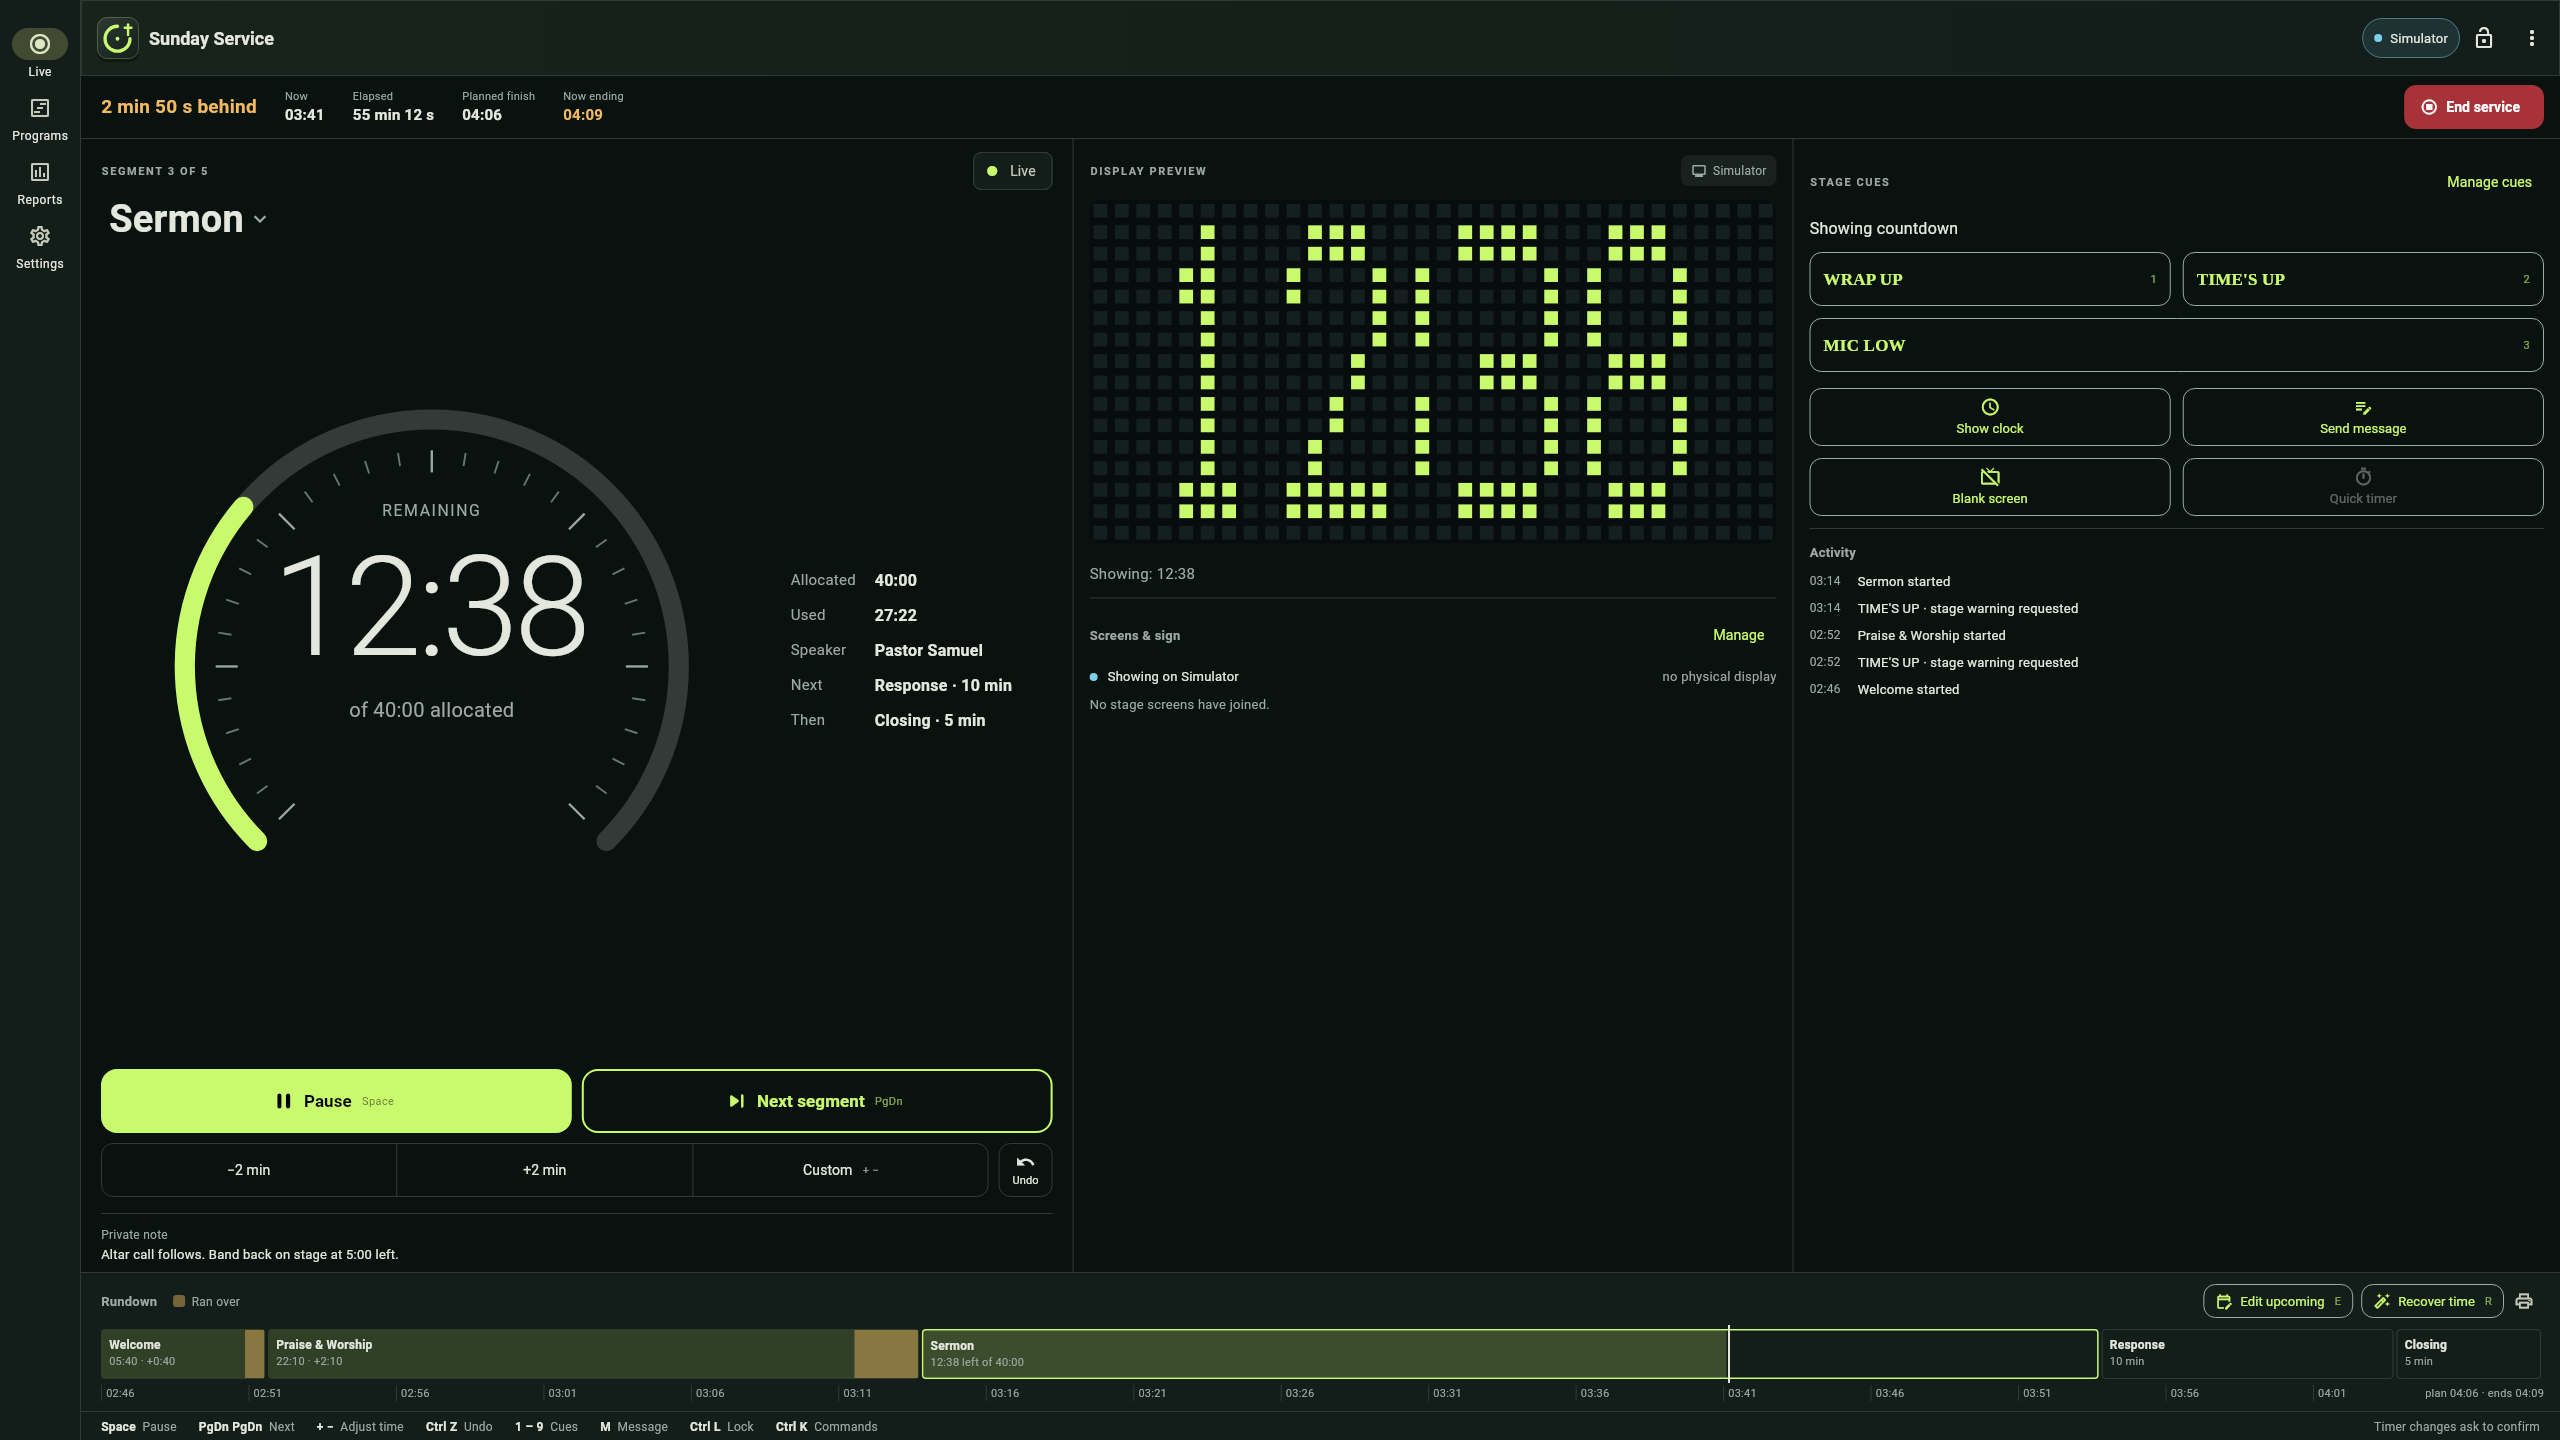 Live
Programs
Reports
Settings
Sunday Service
Simulator
2 min 50 s behind
Now
03:41
Elapsed
55 min 12 s
Planned finish
04:06
Now ending
04:09
End service
SEGMENT 3 OF 5
Live
Sermon
REMAINING
12:38
of 40:00 allocated
Allocated 40:00
Used 27:22
Speaker Pastor Samuel
Next Response · 10 min
Then Closing · 5 min
Pause Space
Next segment PgDn
−2 min
+2 min
Custom + −
Undo
Private note
Altar call follows. Band back on stage at 5:00 left.
DISPLAY PREVIEW
Simulator
12:38
Showing: 12:38
Screens & sign
Manage
Showing on Simulator
no physical display
No stage screens have joined.
STAGE CUES
Manage cues
Showing countdown
WRAP UP 1
TIME'S UP 2
MIC LOW 3
Show clock
Send message
Blank screen
Quick timer
Activity
03:14 Sermon started
03:14 TIME'S UP · stage warning requested
02:52 Praise & Worship started
02:52 TIME'S UP · stage warning requested
02:46 Welcome started
Rundown
Ran over
Edit upcoming E
Recover time R
Welcome
05:40 · +0:40
Praise & Worship
22:10 · +2:10
Sermon
12:38 left of 40:00
Response
10 min
Closing
5 min
02:46 02:51 02:56 03:01 03:06 03:11 03:16 03:21 03:26 03:31 03:36 03:41 03:46 03:51 03:56 04:01 plan 04:06 · ends 04:09
Space Pause PgDn PgDn Next + − Adjust time Ctrl Z Undo 1 – 9 Cues M Message Ctrl L Lock Ctrl K Commands
Timer changes ask to confirm